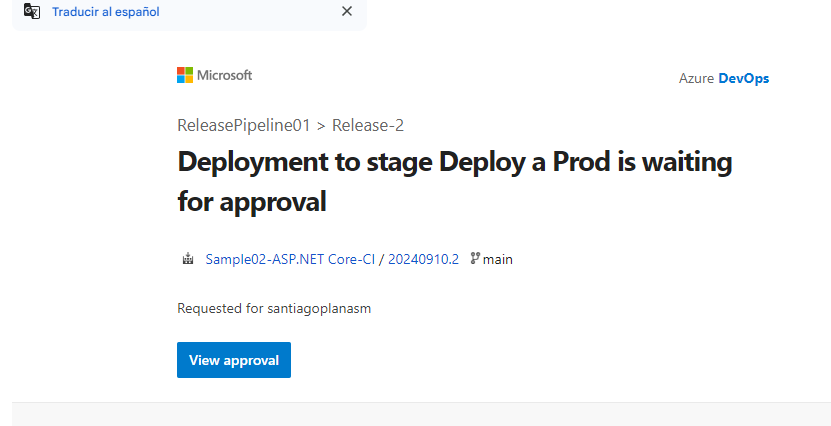 Traducir al español
Microsoft
Azure DevOps
ReleasePipeline01 > Release-2
Deployment to stage Deploy a Prod is waiting
for approval
Sample02-ASP.NET Core-CI / 20240910.2 main
Requested for santiagoplanasm
View approval